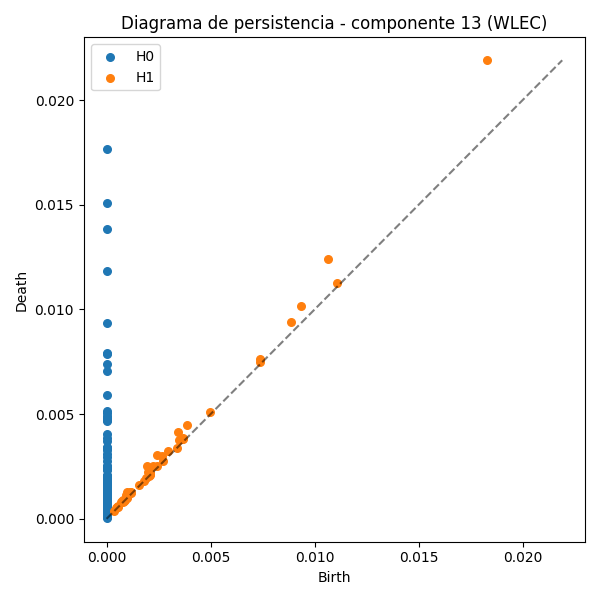 Diagrama de persistencia - componente 13 (WLEC)
H0
H1
0.020
0.015
0.010
0.005
0.000
Death
0.000 0.005 0.010 0.015 0.020
Birth